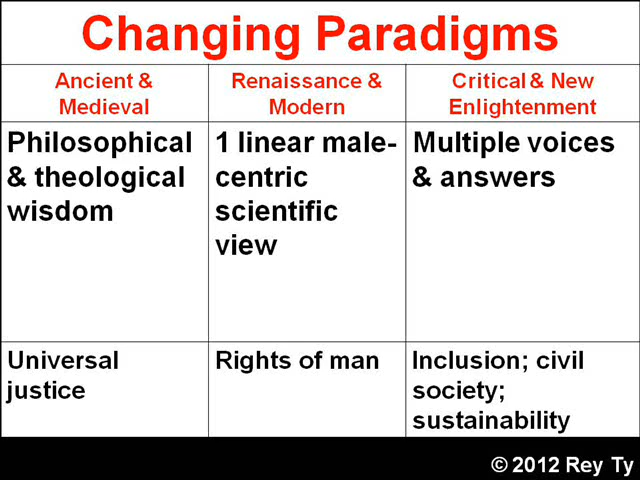 Changing Paradigms
Ancient &
Medieval
Renaissance &
Modern
Critical & New
Enlightenment
Philosophical
& theological
wisdom
1 linear male-
centric
scientific
view
Multiple voices
& answers
Universal
justice
Rights of man
Inclusion; civil
society;
sustainability
© 2012 Rey Ty